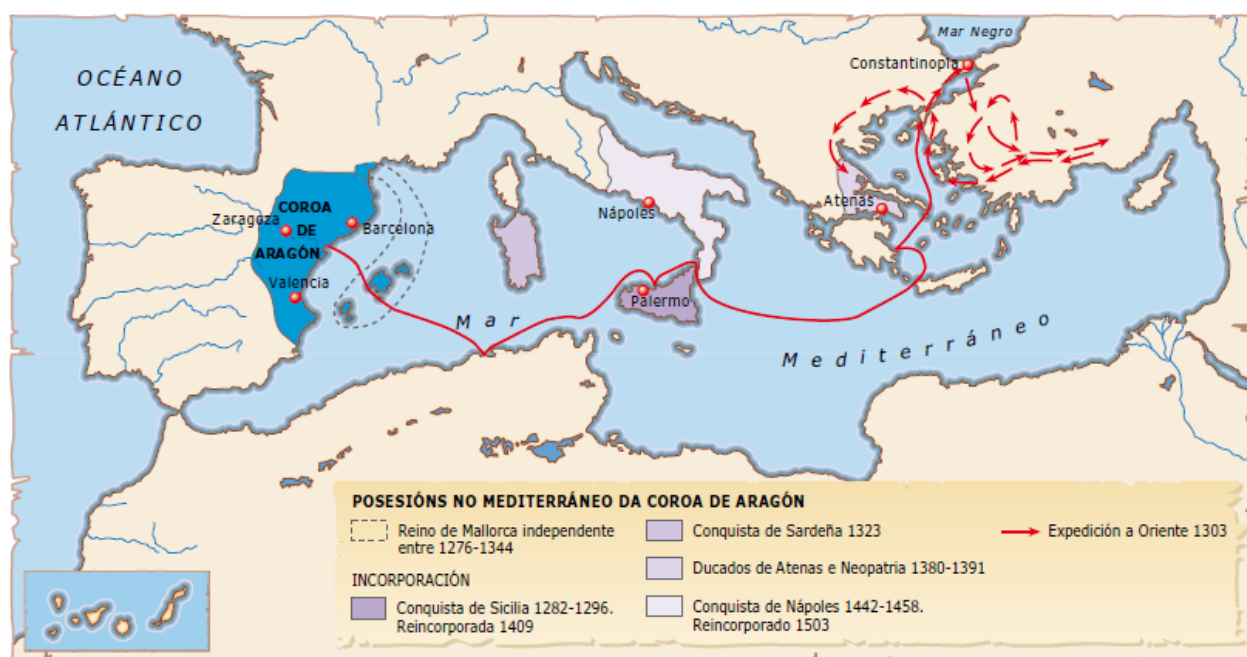 OCÉANO
ATLÁNTICO
Mar Negro
Constantinopla
Zaragoza
COROA
DE
ARAGÓN
Barcelona
Valencia
Nápoles
Atenas
Palermo
Mar
Mediterráneo
POSESIÓNS NO MEDITERRÁNEO DA COROA DE ARAGÓN
Reino de Mallorca independente
entre 1276-1344
INCORPORACIÓN
Conquista de Sicilia 1282-1296.
Reincorporada 1409
Conquista de Sardeña 1323
Ducados de Atenas e Neopatria 1380-1391
Conquista de Nápoles 1442-1458.
Reincorporado 1503
Expedición a Oriente 1303